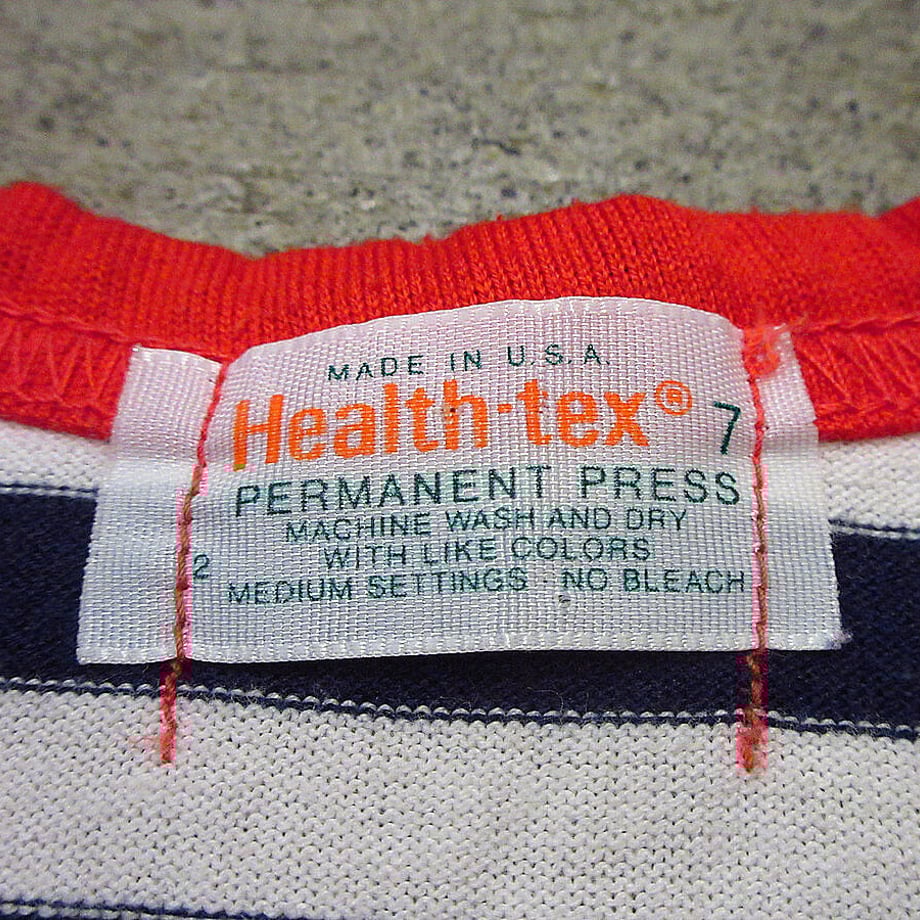 MADE IN U.S.A.
Health-tex® 7
PERMANENT PRESS
MACHINE WASH AND DRY
WITH LIKE COLORS
2
MEDIUM SETTINGS NO BLEACH